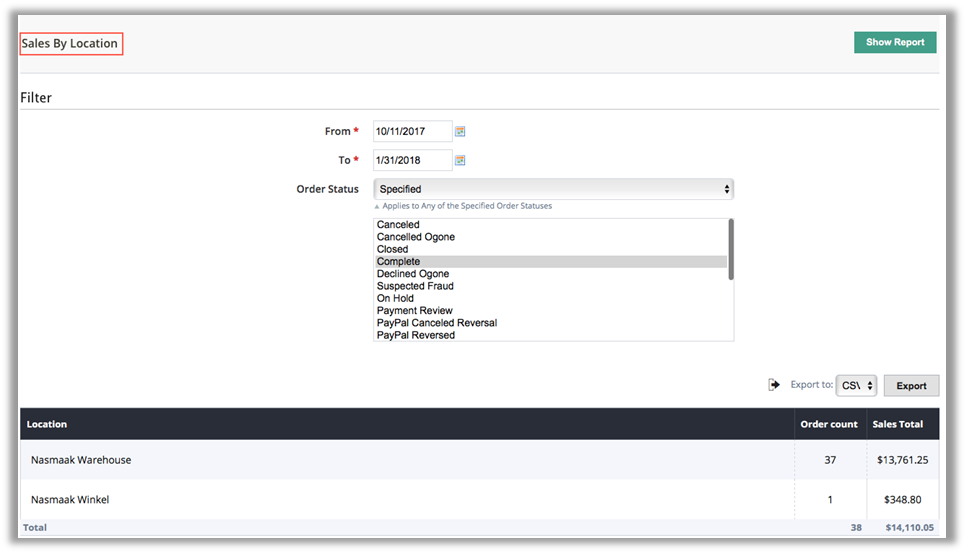 Sales By Location
Show Report
Filter
From *
10/11/2017
To *
1/31/2018
Order Status
Specified
Applies to Any of the Specified Order Statuses
Canceled
Cancelled Ogone
Closed
Complete
Declined Ogone
Suspected Fraud
On Hold
Payment Review
PayPal Canceled Reversal
PayPal Reversed
Export to: CSV Export
Location Order count Sales Total
Nasmaak Warehouse 37 $13,761.25
Nasmaak Winkel 1 $348.80
Total 38 $14,110.05